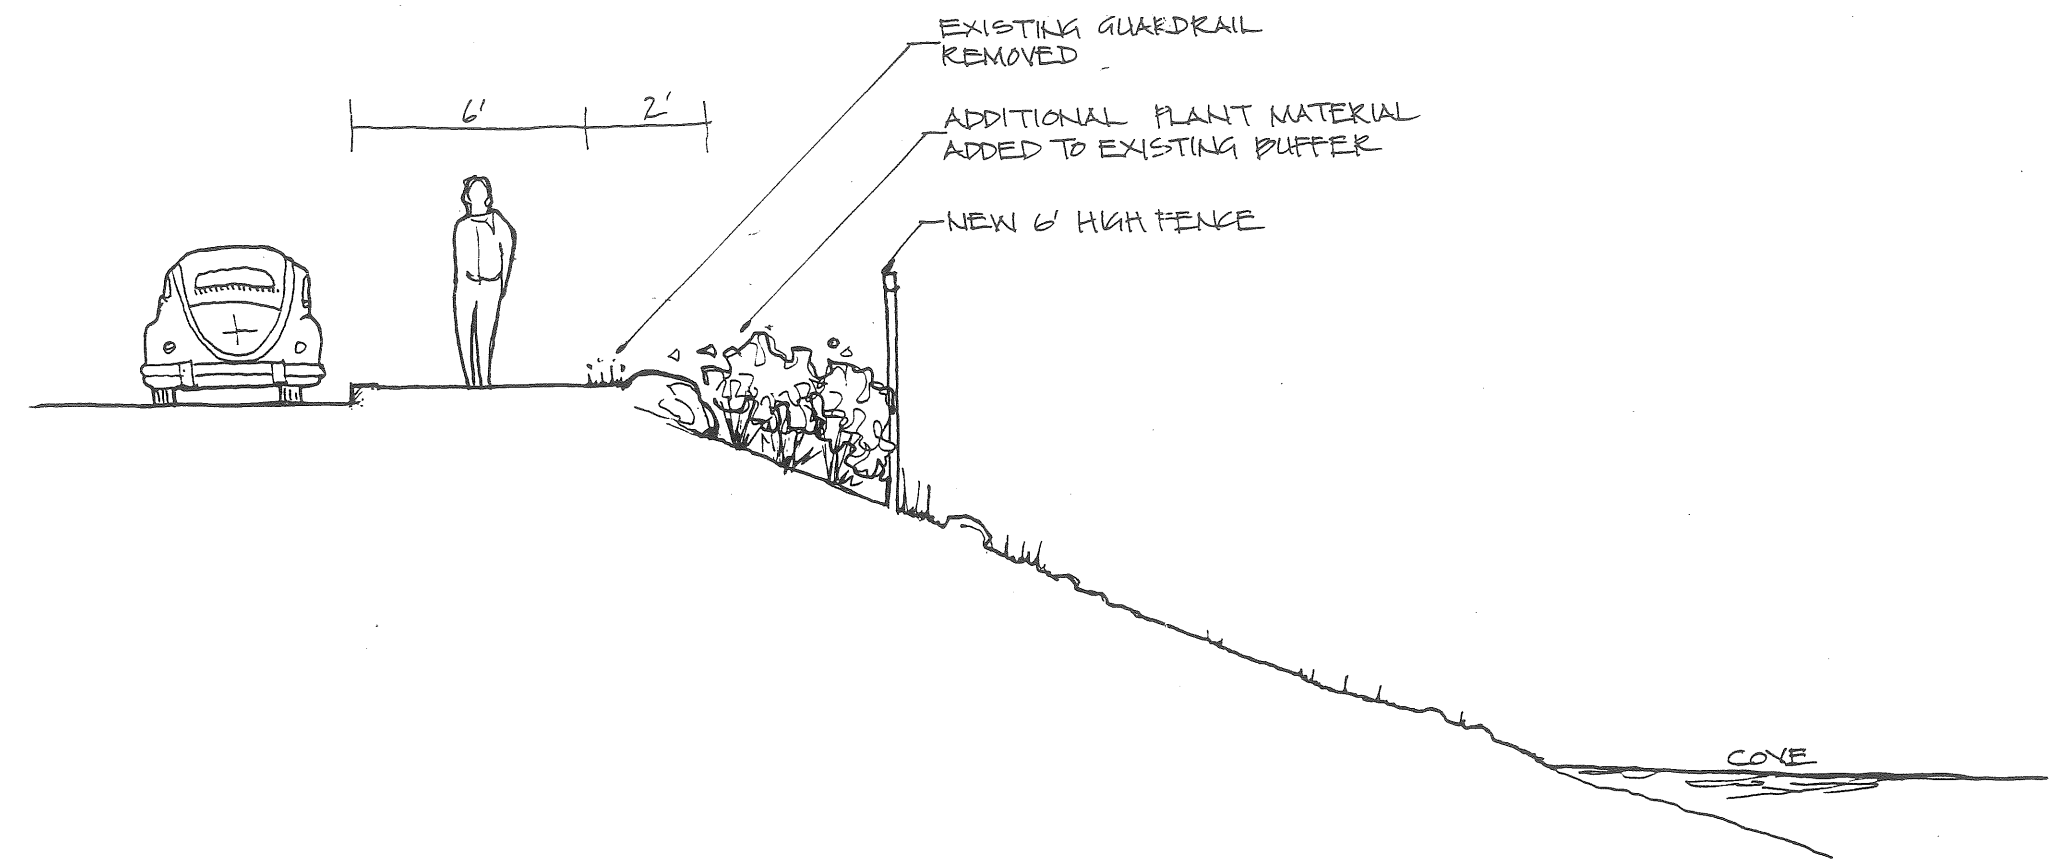 EXISTING GUARDRAIL
REMOVED
6' 2'
ADDITIONAL PLANT MATERIAL
ADDED TO EXISTING BUFFER
NEW 6' HIGH FENCE
COVE